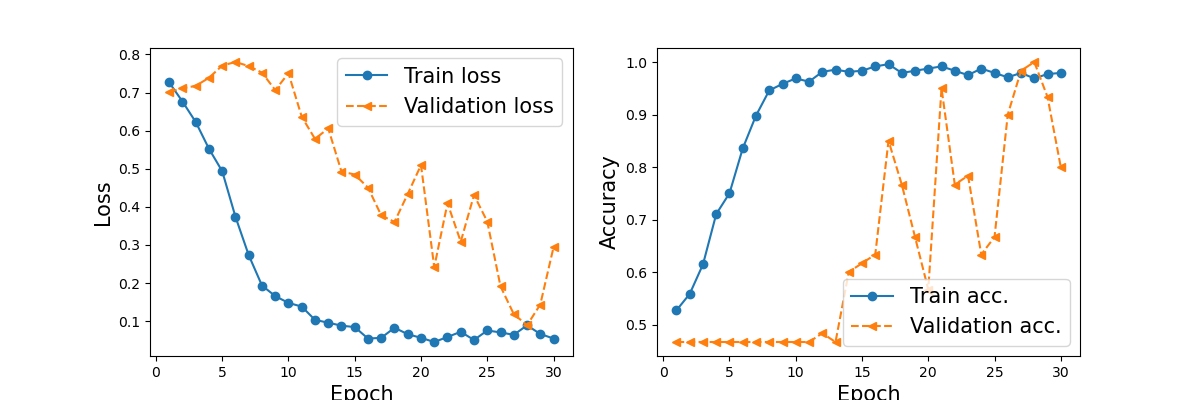 0.8
0.7
0.6
0.5
0.4
0.3
0.2
0.1
Loss
Train loss
Validation loss
0 5 10 15 20 25 30
Epoch
1.0
0.9
0.8
0.7
0.6
0.5
Accuracy
Train acc.
Validation acc.
0 5 10 15 20 25 30
Epoch